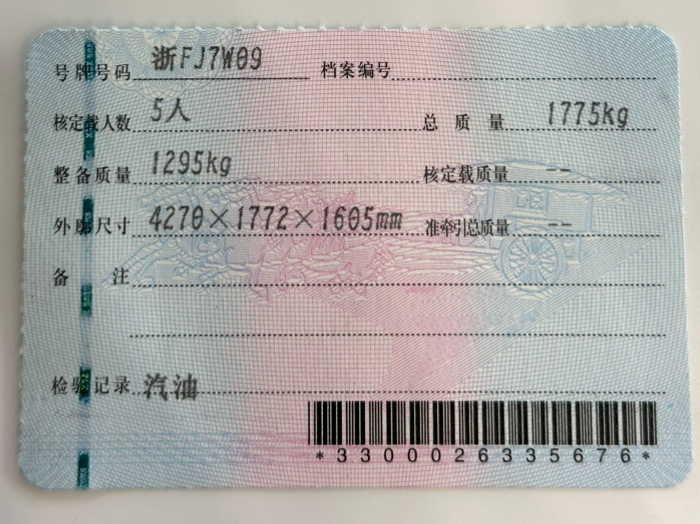 号牌号码 浙FJ7W09 档案编号
核定载人数 5人 总质量 1775kg
整备质量 1295kg 核定载质量 --
外廓尺寸 4270×1772×1605mm 准牵引总质量 --
备注
检验记录 汽油
*3300026335676*